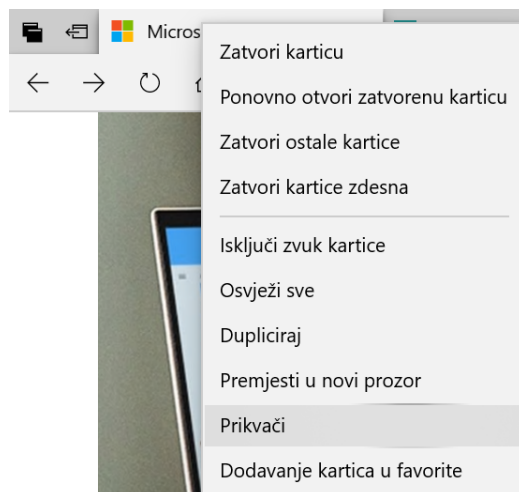 Micros
Zatvori karticu
Ponovno otvori zatvorenu karticu
Zatvori ostale kartice
Zatvori kartice zdesna
Isključi zvuk kartice
Osvježi sve
Dupliciraj
Premjesti u novi prozor
Prikvači
Dodavanje kartica u favorite